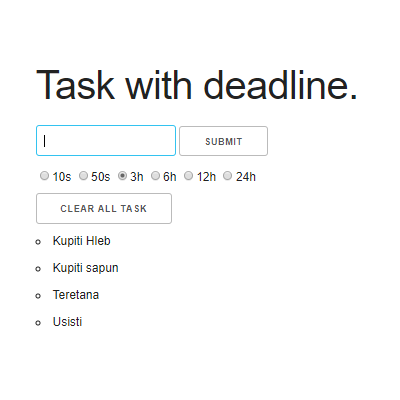 Task with deadline.
SUBMIT
10s 50s 3h 6h 12h 24h
CLEAR ALL TASK
Kupiti Hleb
Kupiti sapun
Teretana
Usisti